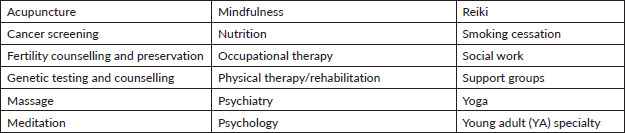 Acupuncture Mindfulness Reiki
Cancer screening Nutrition Smoking cessation
Fertility counselling and preservation Occupational therapy Social work
Genetic testing and counselling Physical therapy/rehabilitation Support groups
Massage Psychiatry Yoga
Meditation Psychology Young adult (YA) specialty